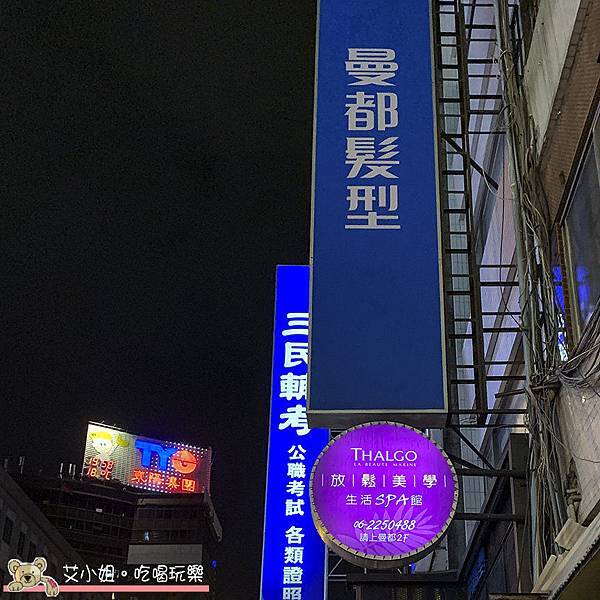 曼都髮型
三民輔考
公職考試 各類證照
THALGO
LA BEAUTE MARINE
放鬆美學
生活SPA館
06-2250488
請上曼都2F
艾小姐。吃喝玩樂